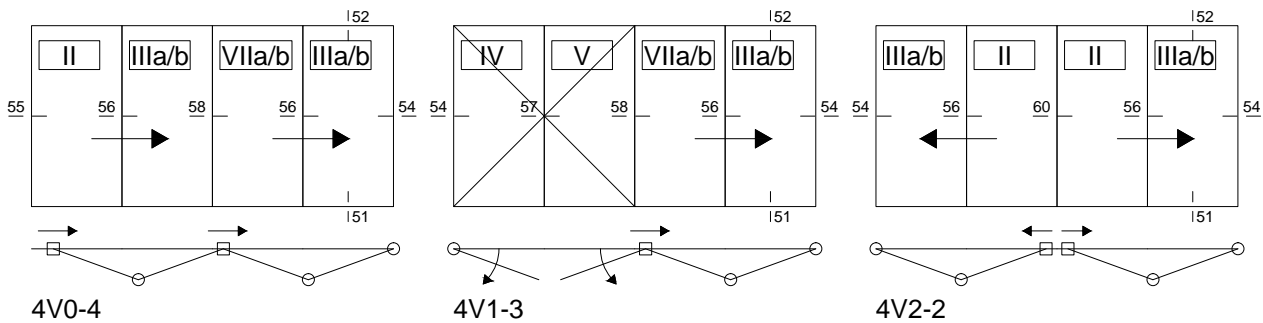 52 52 52
II IIIa/b VIIa/b IIIa/b IV V VIIa/b IIIa/b IIIa/b II II IIIa/b
55 56 58 56 54 54 57 58 56 54 54 56 60 56 54
51 51 51
4V0-4 4V1-3 4V2-2